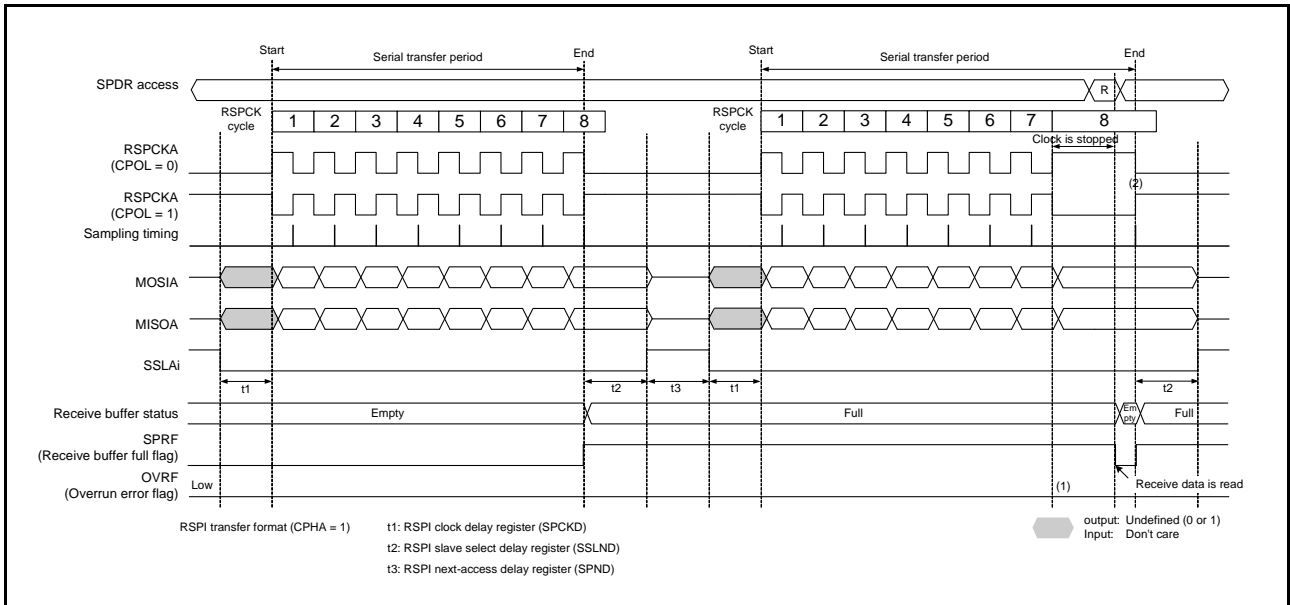 Start
Serial transfer period
End
Start
Serial transfer period
End
SPDR access
R
RSPCK
cycle
1 2 3 4 5 6 7 8
RSPCK
cycle
1 2 3 4 5 6 7 8
Clock is stopped
RSPCKA
(CPOL = 0)
(2)
RSPCKA
(CPOL = 1)
Sampling timing
MOSIA
MISOA
SSLAi
t1
t2
t3
t1
t2
Receive buffer status
Empty
Full
Em
pty
Full
SPRF
(Receive buffer full flag)
OVRF
(Overrun error flag)
Low
(1)
Receive data is read
RSPI transfer format (CPHA = 1)
t1: RSPI clock delay register (SPCKD)
t2: RSPI slave select delay register (SSLND)
t3: RSPI next-access delay register (SPND)
output: Undefined (0 or 1)
Input: Don't care